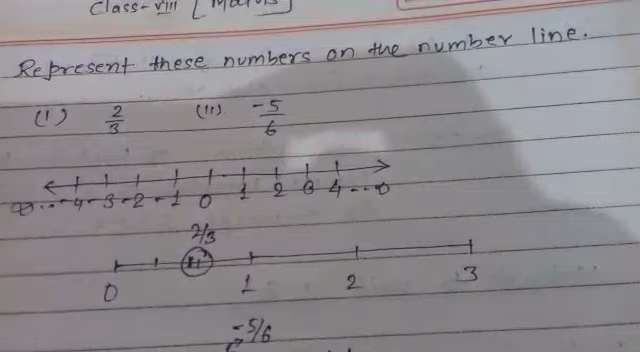 Class-VIII [Maths]
Represent these numbers on the number line.
(I) 2/3 (II) -5/6
∞...-4 -3 -2 -1 0 1 2 3 4...∞
2/3
0 1 2 3
-5/6